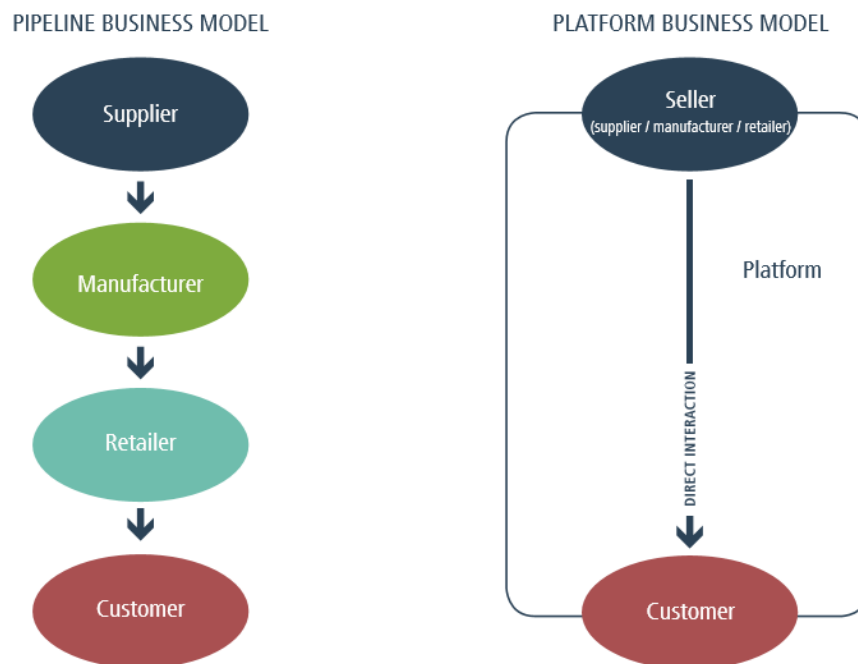 PIPELINE BUSINESS MODEL
Supplier
Manufacturer
Retailer
Customer
PLATFORM BUSINESS MODEL
Seller
(supplier / manufacturer / retailer)
Platform
DIRECT INTERACTION
Customer